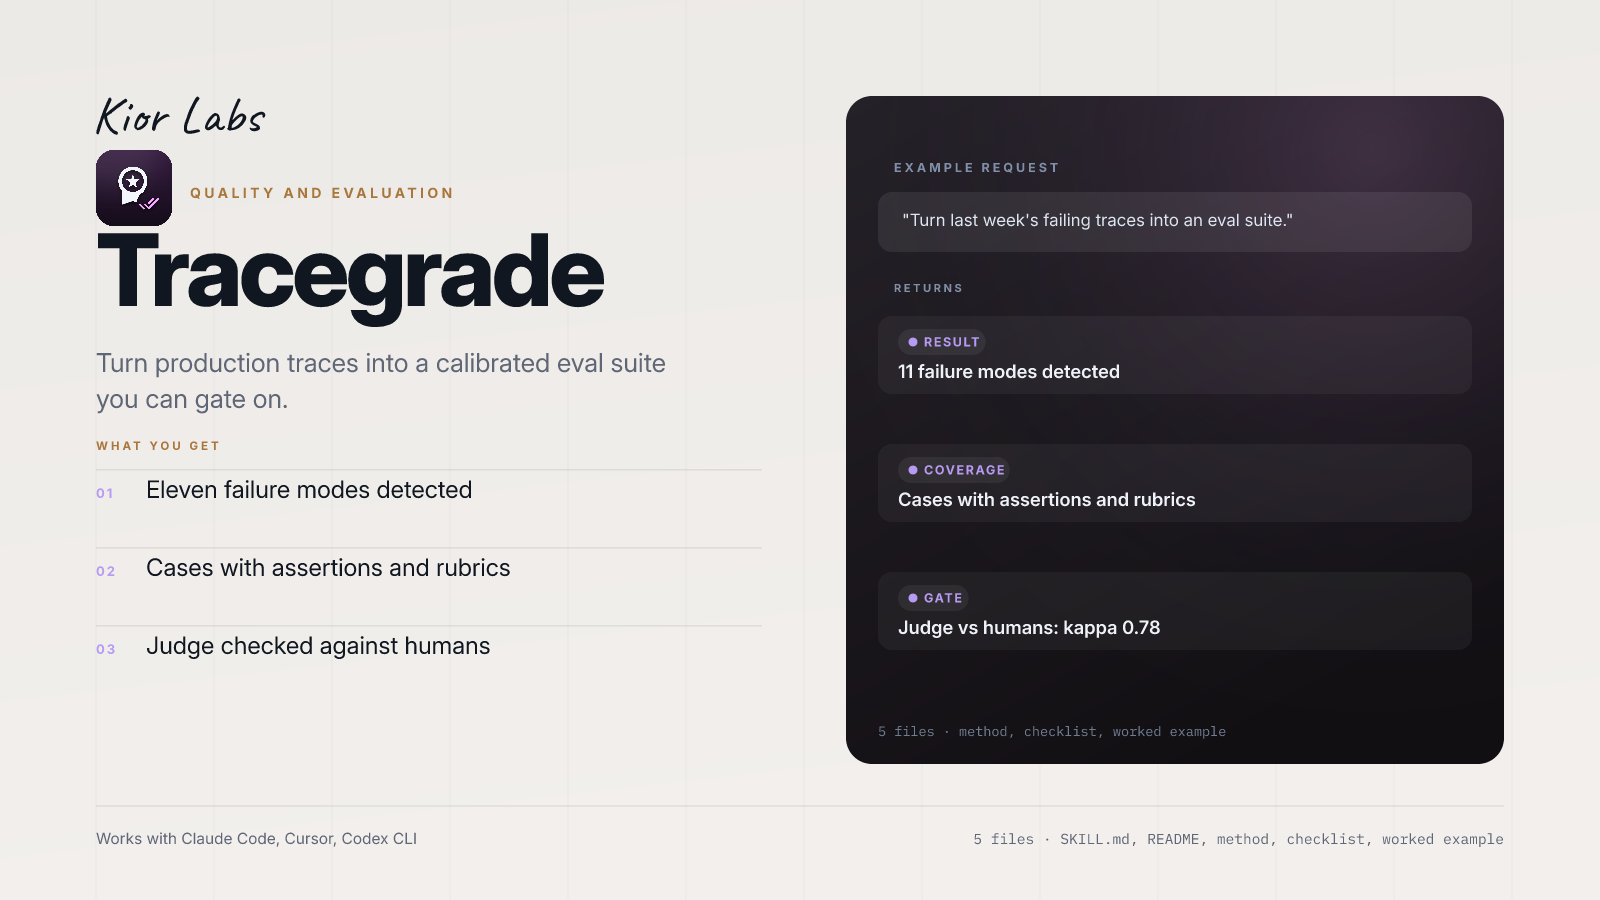 Kior Labs
QUALITY AND EVALUATION
Tracegrade
Turn production traces into a calibrated eval suite
you can gate on.
WHAT YOU GET
01 Eleven failure modes detected
02 Cases with assertions and rubrics
03 Judge checked against humans
EXAMPLE REQUEST
"Turn last week's failing traces into an eval suite."
RETURNS
RESULT
11 failure modes detected
COVERAGE
Cases with assertions and rubrics
GATE
Judge vs humans: kappa 0.78
5 files · method, checklist, worked example
Works with Claude Code, Cursor, Codex CLI
5 files · SKILL.md, README, method, checklist, worked example